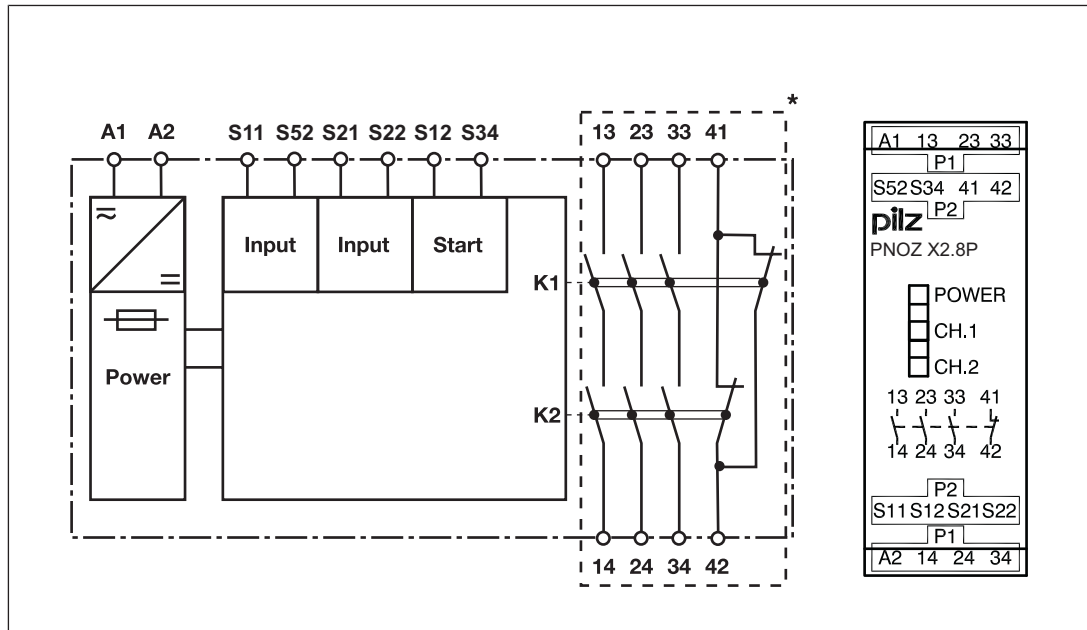 *
A1 A2 S11 S52 S21 S22 S12 S34 13 23 33 41
Input Input Start
K1
Power
K2
14 24 34 42
A1 13 23 33
P1
S52 S34 41 42
P2
pilz
PNOZ X2.8P
POWER
CH.1
CH.2
13 23 33 41
14 24 34 42
P2
S11 S12 S21 S22
P1
A2 14 24 34